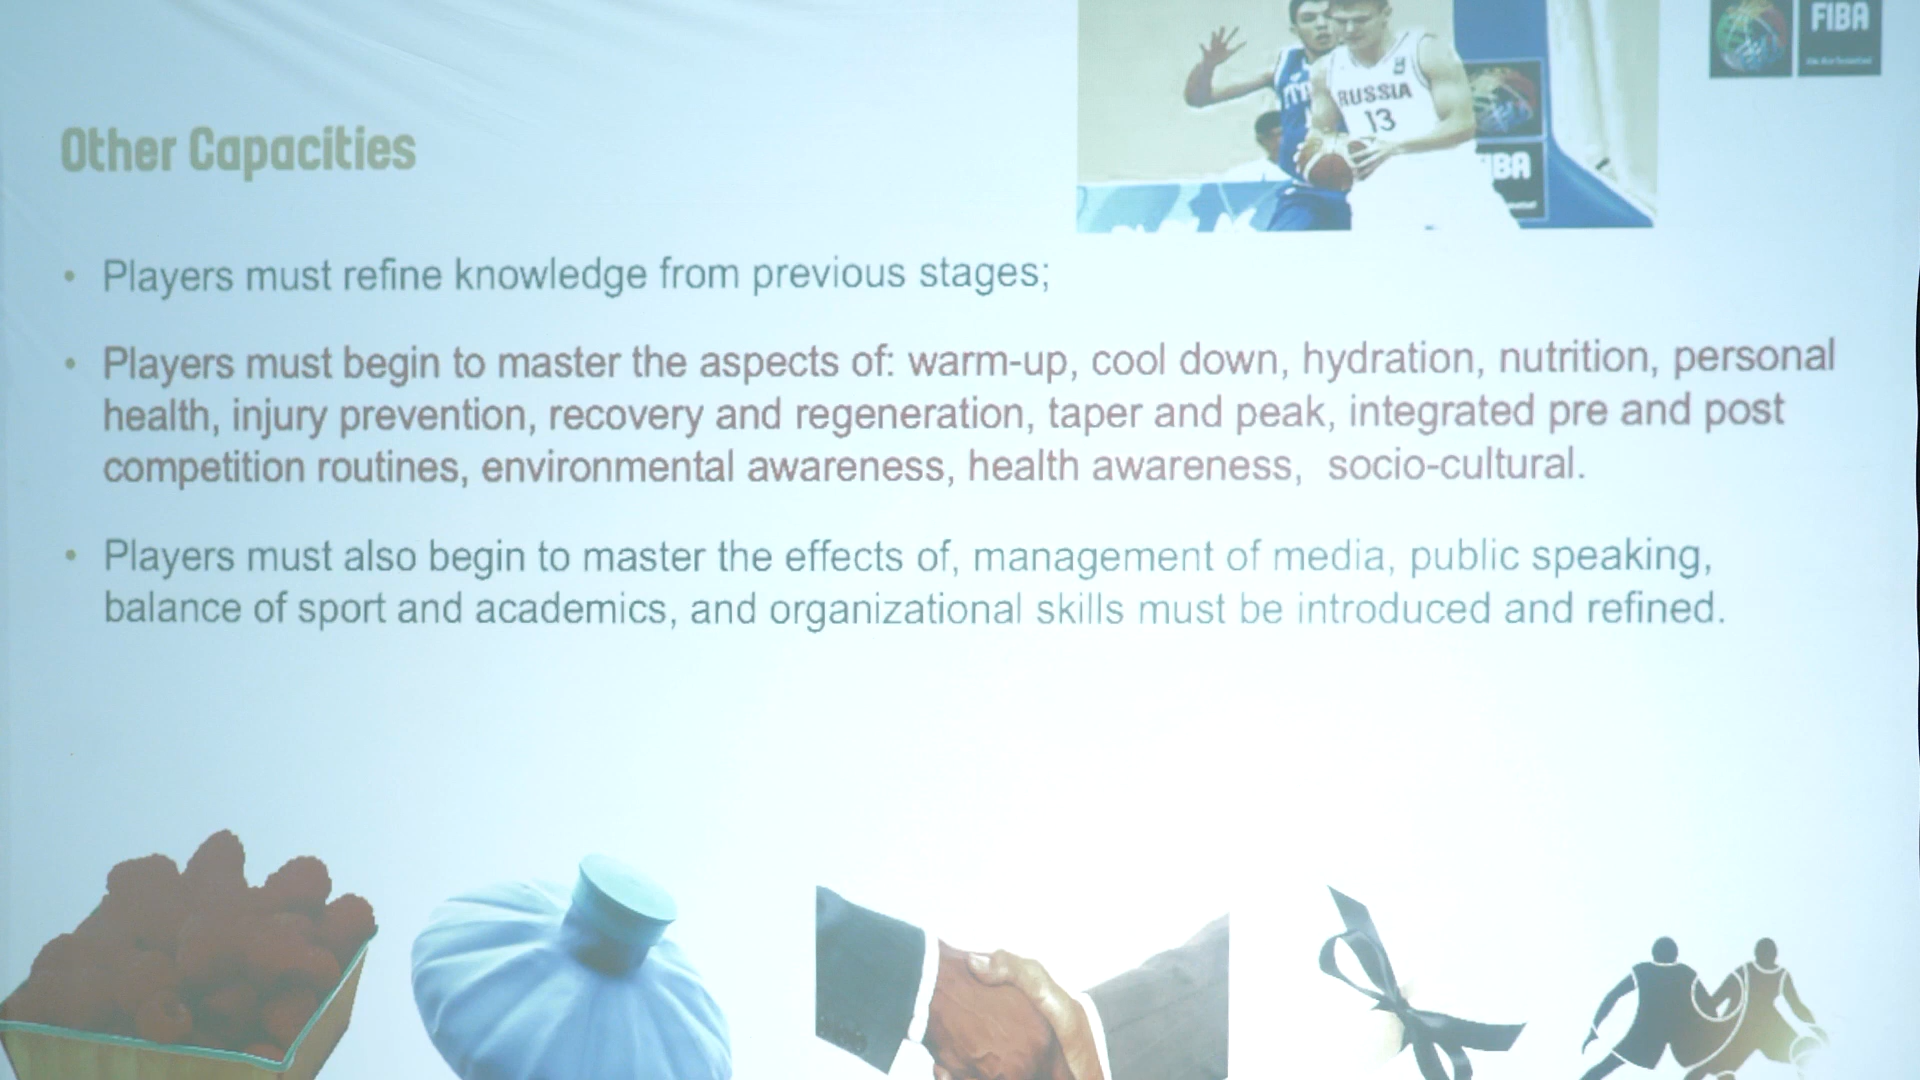 FIBA
RUSSIA
13
IBA
Other Capacities
• Players must refine knowledge from previous stages;
• Players must begin to master the aspects of: warm-up, cool down, hydration, nutrition, personal
health, injury prevention, recovery and regeneration, taper and peak, integrated pre and post
competition routines, environmental awareness, health awareness, socio-cultural.
• Players must also begin to master the effects of, management of media, public speaking,
balance of sport and academics, and organizational skills must be introduced and refined.